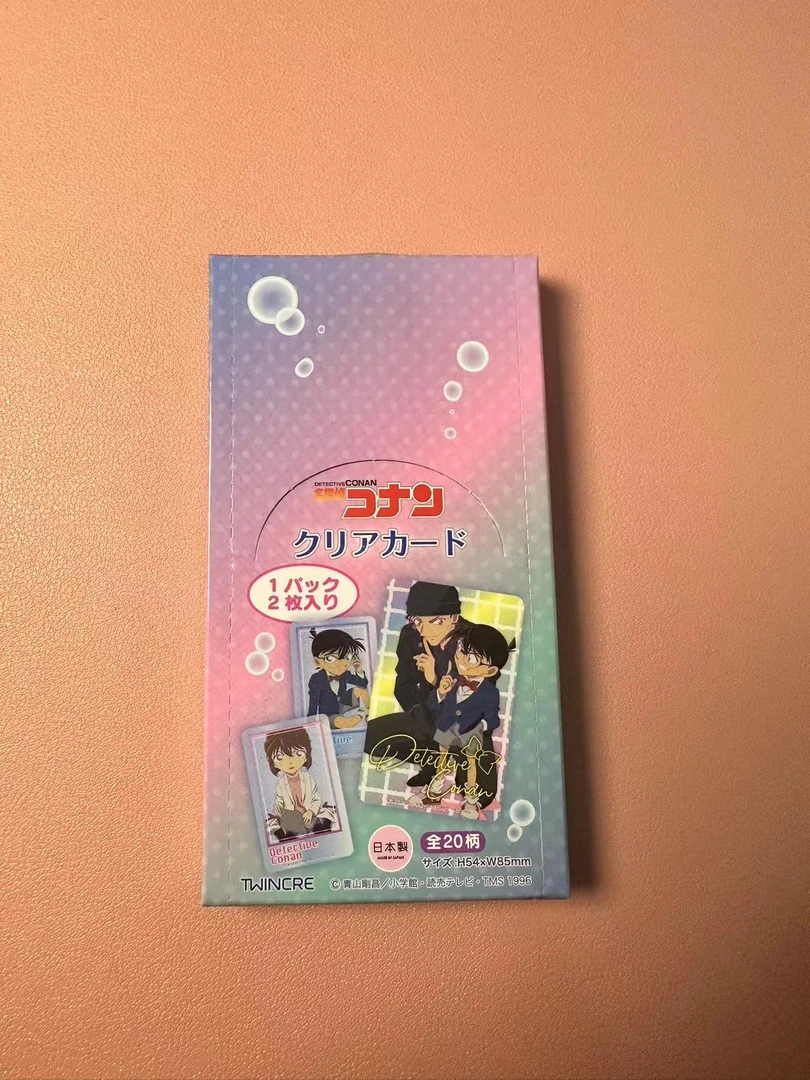 DETECTIVE CONAN
名探偵コナン
クリアカード
1パック
2枚入り
Detective
Conan
Detective
Conan
日本製
MADE IN JAPAN
全20柄
サイズ:H54×W85mm
TWINCRE
© 青山剛昌／小学館・読売テレビ・TMS 1996